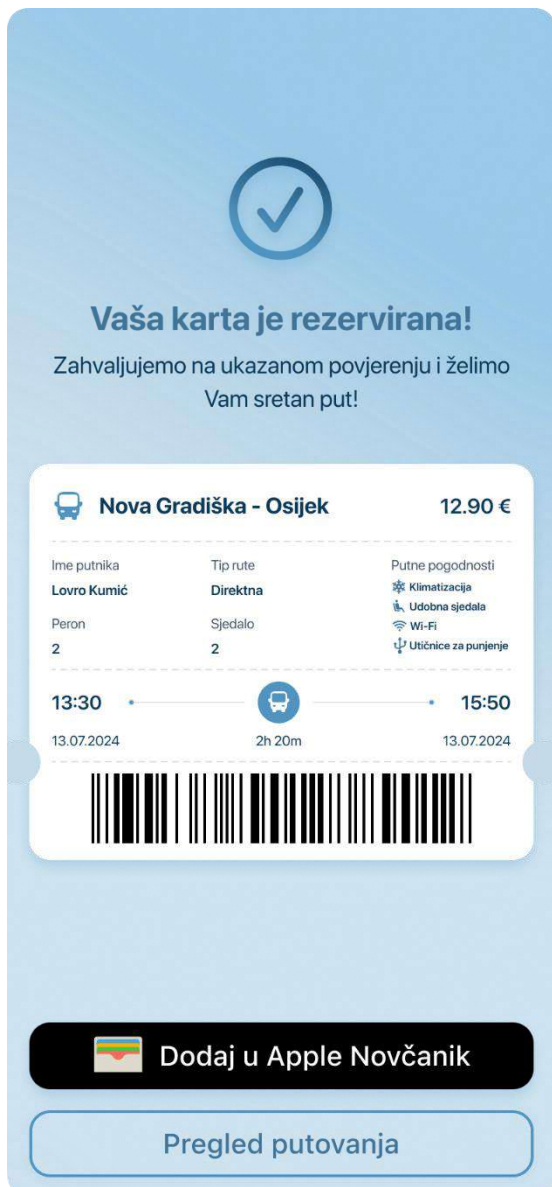 Vaša karta je rezervirana!
Zahvaljujemo na ukazanom povjerenju i želimo
Vam sretan put!
Nova Gradiška - Osijek 12.90 €
Ime putnika Tip rute Putne pogodnosti
Lovro Kumić Direktna Klimatizacija
Udobna sjedala
Peron Sjedalo Wi-Fi
2 2 Utičnice za punjenje
13:30 15:50
13.07.2024 2h 20m 13.07.2024
Dodaj u Apple Novčanik
Pregled putovanja